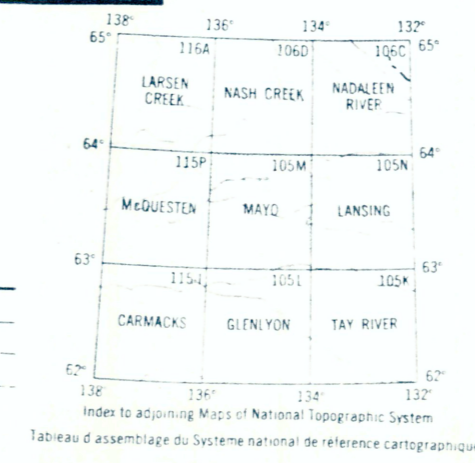 138° 136° 134° 132°
65° 116A 106D 106C 65°
LARSEN CREEK NASH CREEK NADALEEN RIVER
64° 115P 105M 105N 64°
McQUESTEN MAYO LANSING
63° 115-I 105L 105K 63°
CARMACKS GLENLYON TAY RIVER
62° 62°
138° 136° 134° 132°
Index to adjoining Maps of National Topographic System
Tableau d'assemblage du Système national de référence cartographique